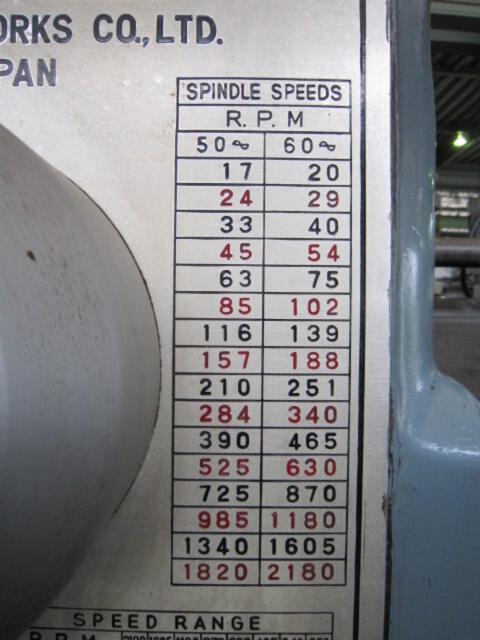 ORKS CO., LTD.
PAN
SPINDLE SPEEDS
R. P. M
50~ 60~
17 20
24 29
33 40
45 54
63 75
85 102
116 139
157 188
210 251
284 340
390 465
525 630
725 870
985 1180
1340 1605
1820 2180
SPEED RANGE
R. P. M